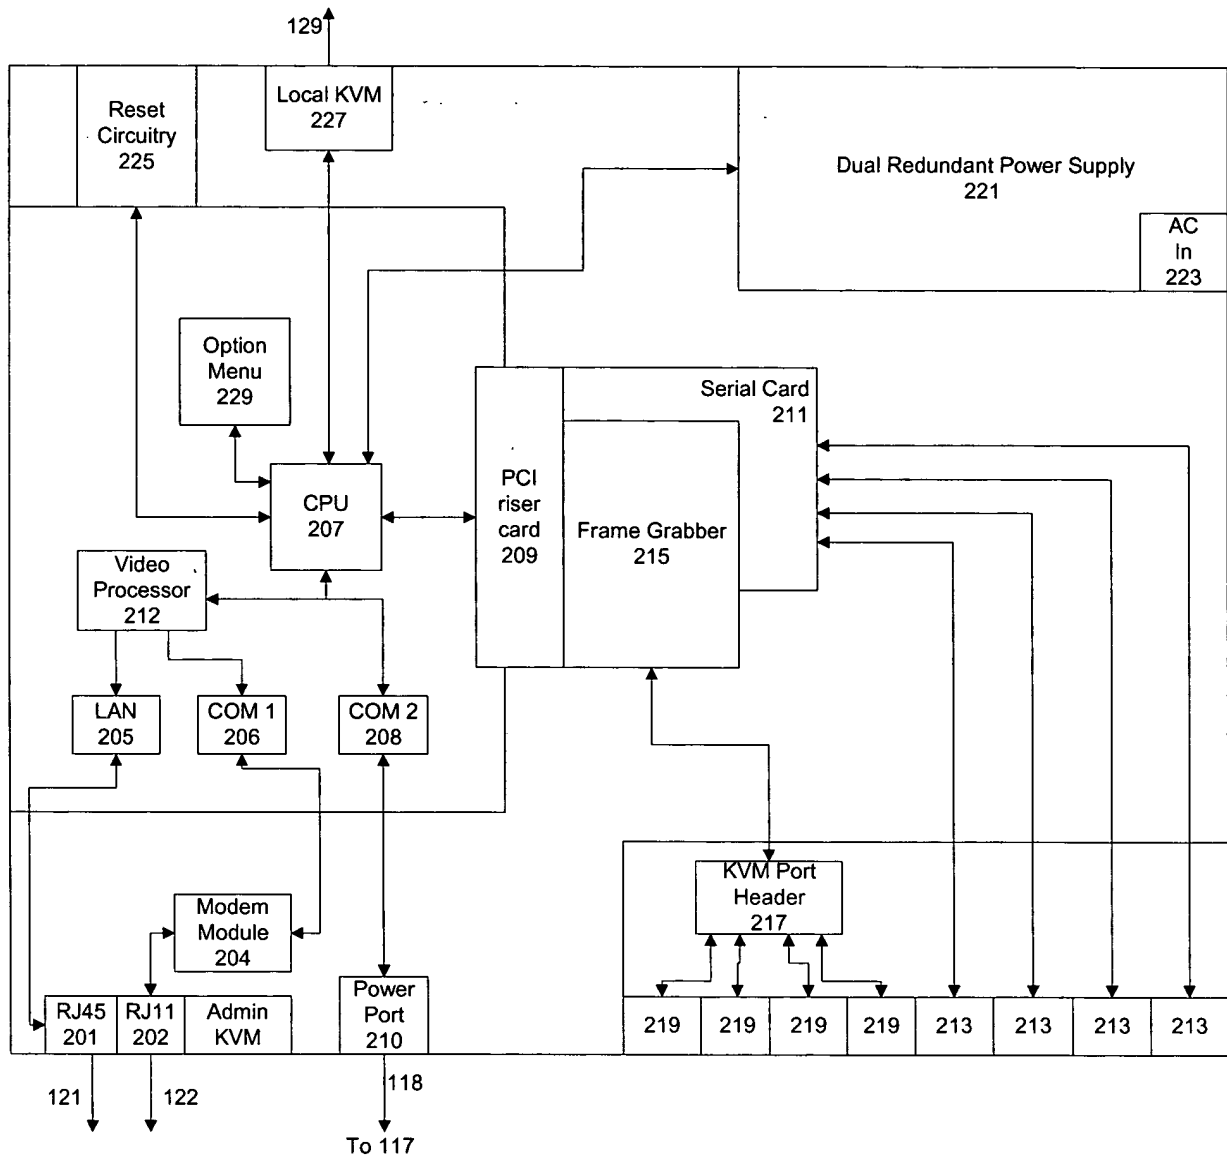 129
Reset
Circuitry
225
Local KVM
227
Dual Redundant Power Supply
221
AC
In
223
Option
Menu
229
Serial Card
211
CPU
207
PCI
riser
card
209
Frame Grabber
215
Video
Processor
212
LAN
205
COM 1
206
COM 2
208
KVM Port
Header
217
Modem
Module
204
RJ45
201
RJ11
202
Admin
KVM
Power
Port
210
219
219
219
219
213
213
213
213
121
122
118
To 117